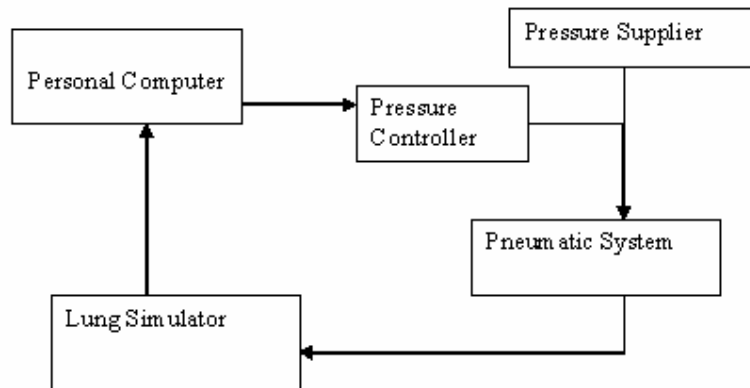 Pressure Supplier
Personal Computer
Pressure
Controller
Pneumatic System
Lung Simulator